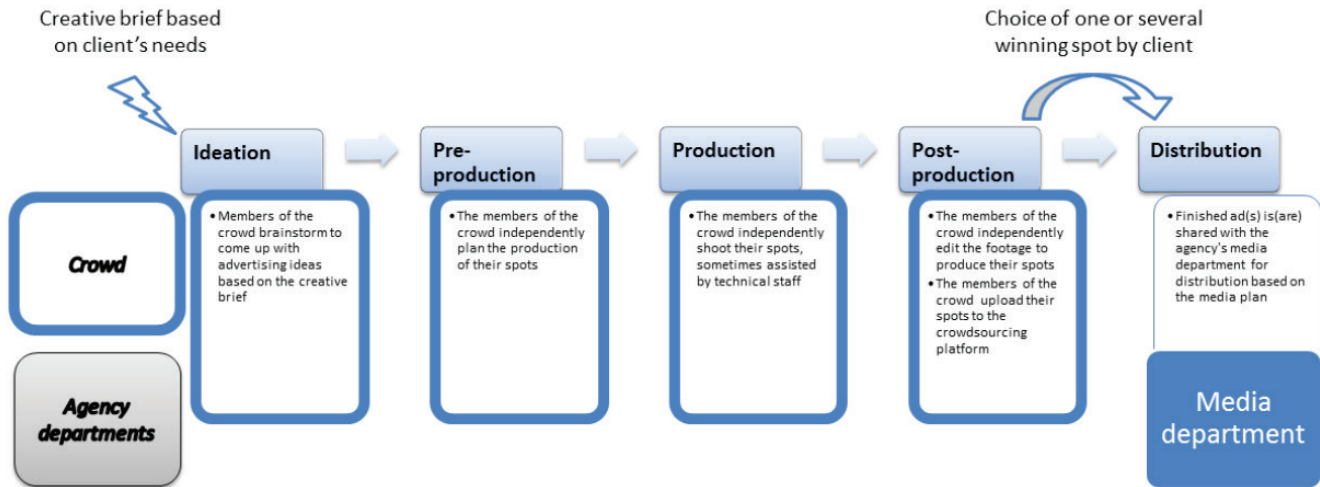 Creative brief based
on client's needs
Choice of one or several
winning spot by client
Ideation
Pre-
production
Production
Post-
production
Distribution
Crowd
Agency
departments
• Members of the
crowd brainstorm to
come up with
advertising ideas
based on the creative
brief
• The members of the
crowd independently
plan the production
of their spots
• The members of the
crowd independently
shoot their spots,
sometimes assisted
by technical staff
• The members of the
crowd independently
edit the footage to
produce their spots
• The members of the
crowd upload their
spots to the
crowdsourcing
platform
• Finished ad(s) is(are)
shared with the
agency's media
department for
distribution based on
the media plan
Media
department